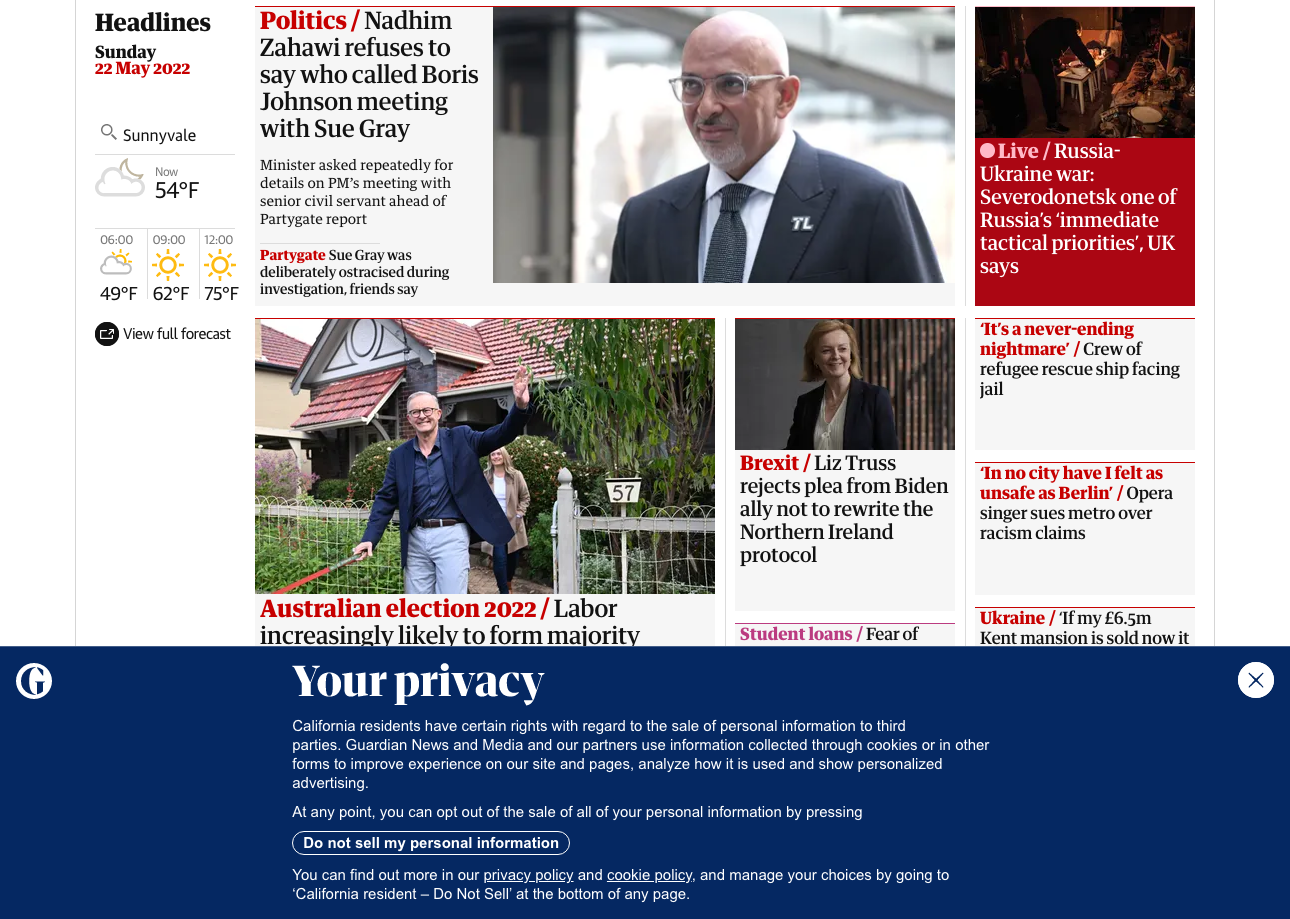 Headlines
Sunday
22 May 2022
Sunnyvale
Now
54°F
06:00 09:00 12:00
49°F 62°F 75°F
View full forecast
Politics / Nadhim
Zahawi refuses to
say who called Boris
Johnson meeting
with Sue Gray
Minister asked repeatedly for
details on PM’s meeting with
senior civil servant ahead of
Partygate report
Partygate Sue Gray was
deliberately ostracised during
investigation, friends say
TL
Live / Russia-
Ukraine war:
Severodonetsk one of
Russia’s ‘immediate
tactical priorities’, UK
says
57
Australian election 2022 / Labor
increasingly likely to form majority
Brexit / Liz Truss
rejects plea from Biden
ally not to rewrite the
Northern Ireland
protocol
Student loans / Fear of
‘It’s a never-ending
nightmare’ / Crew of
refugee rescue ship facing
jail
‘In no city have I felt as
unsafe as Berlin’ / Opera
singer sues metro over
racism claims
Ukraine / ‘If my £6.5m
Kent mansion is sold now it
G
Your privacy
California residents have certain rights with regard to the sale of personal information to third
parties. Guardian News and Media and our partners use information collected through cookies or in other
forms to improve experience on our site and pages, analyze how it is used and show personalized
advertising.
At any point, you can opt out of the sale of all of your personal information by pressing
Do not sell my personal information
You can find out more in our privacy policy and cookie policy, and manage your choices by going to
‘California resident – Do Not Sell’ at the bottom of any page.